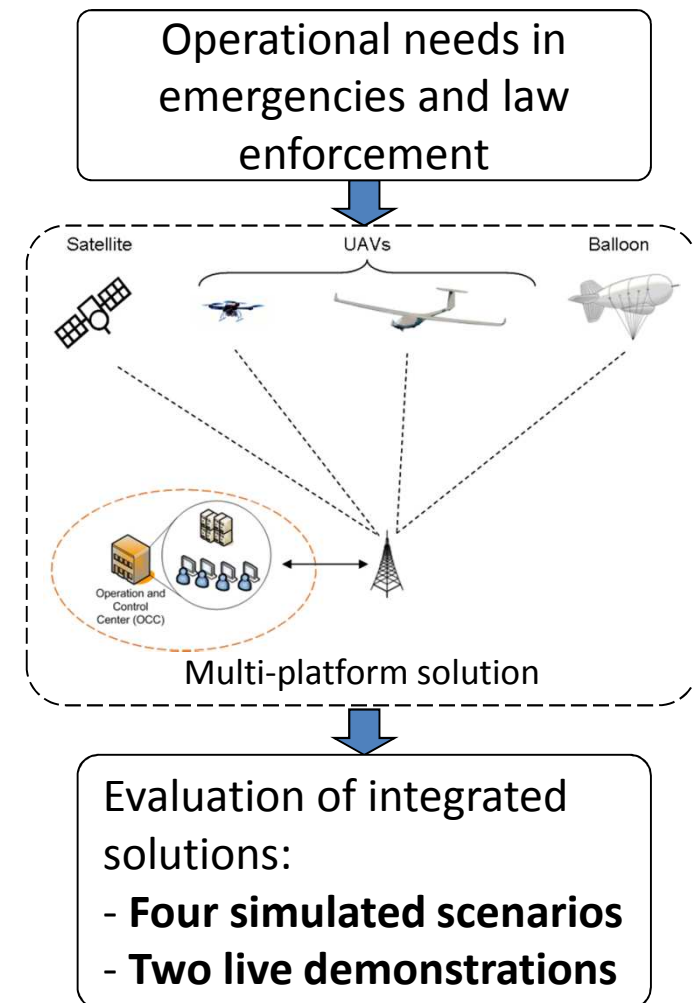 Operational needs in
emergencies and law
enforcement
Satellite
UAVs
Balloon
Operation and
Control
Center (OCC)
Multi-platform solution
Evaluation of integrated
solutions:
- Four simulated scenarios
- Two live demonstrations